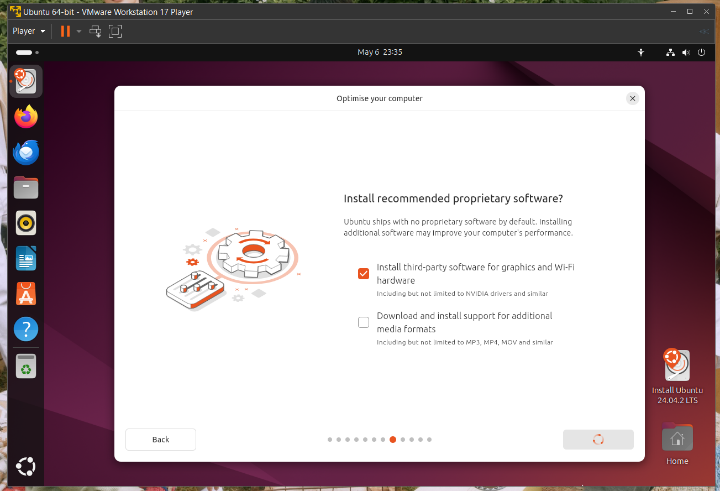 Ubuntu 64-bit - VMware Workstation 17 Player
Player
May 6 23:35
Optimise your computer
Install recommended proprietary software?
Ubuntu ships with no proprietary software by default. Installing
additional software may improve your computer's performance.
Install third-party software for graphics and Wi-Fi
hardware
Including but not limited to NVIDIA drivers and similar
Download and install support for additional
media formats
Including but not limited to MP3, MP4, MOV and similar
Install Ubuntu
24.04.2 LTS
Back
Home